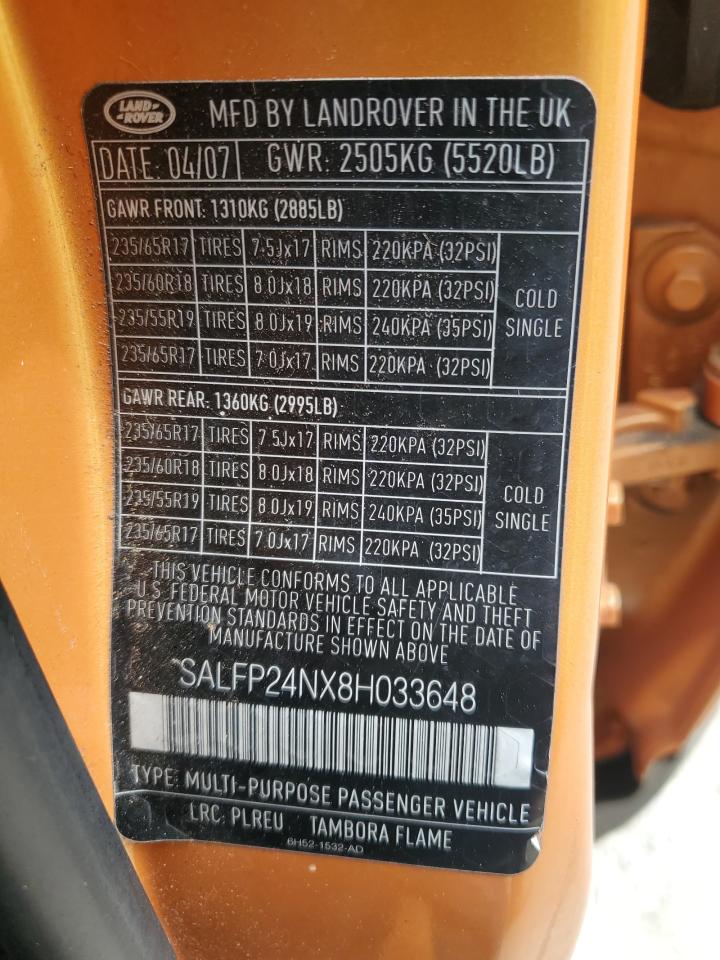 LAND-
-ROVER
MFD BY LANDROVER IN THE UK
DATE: 04/07 GWR: 2505KG (5520LB)
GAWR FRONT: 1310KG (2885LB)
235/65R17 TIRES 7.5Jx17 RIMS 220KPA (32PSI)
235/60R18 TIRES 8.0Jx18 RIMS 220KPA (32PSI)
235/55R19 TIRES 8.0Jx19 RIMS 240KPA (35PSI)
235/65R17 TIRES 7.0Jx17 RIMS 220KPA (32PSI)
COLD
SINGLE
GAWR REAR: 1360KG (2995LB)
235/65R17 TIRES 7.5Jx17 RIMS 220KPA (32PSI)
235/60R18 TIRES 8.0Jx18 RIMS 220KPA (32PSI)
235/55R19 TIRES 8.0Jx19 RIMS 240KPA (35PSI)
235/65R17 TIRES 7.0Jx17 RIMS 220KPA (32PSI)
COLD
SINGLE
THIS VEHICLE CONFORMS TO ALL APPLICABLE
U.S. FEDERAL MOTOR VEHICLE SAFETY AND THEFT
PREVENTION STANDARDS IN EFFECT ON THE DATE OF
MANUFACTURE SHOWN ABOVE
SALFP24NX8H033648
TYPE: MULTI-PURPOSE PASSENGER VEHICLE
LRC: PLREU TAMBORA FLAME
6H52-1532-AD